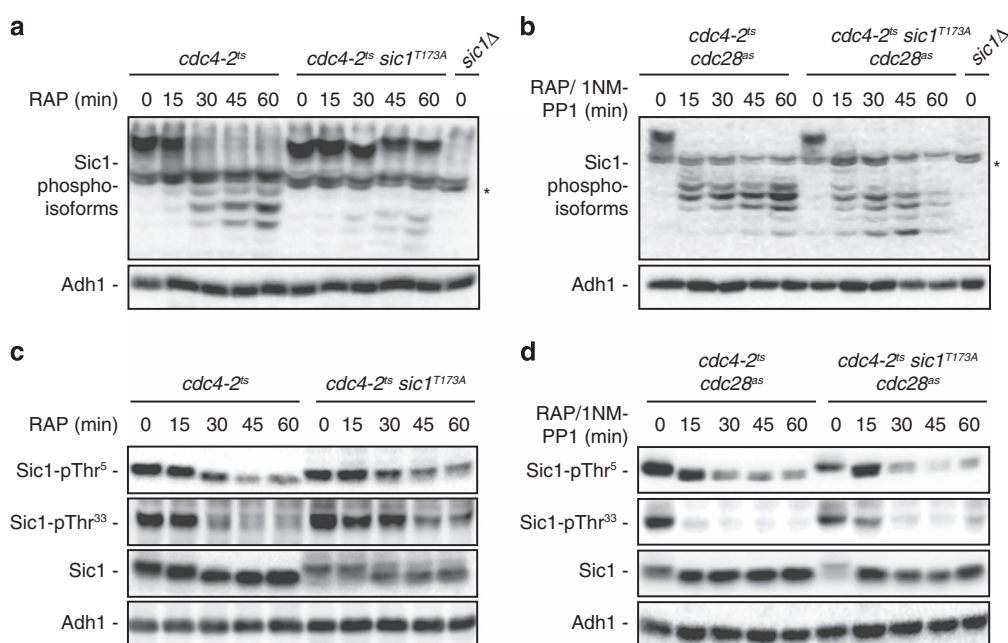 a
cdc4-2ts cdc4-2ts sic1T173A sic1Δ
RAP (min) 0 15 30 45 60 0 15 30 45 60 0
Sic1-
phospho-
isoforms
*
Adh1 -
b
cdc4-2ts cdc4-2ts sic1T173A sic1Δ
cdc28as cdc28as
RAP/ 1NM-
PP1 (min) 0 15 30 45 60 0 15 30 45 60 0
Sic1-
phospho-
isoforms
*
Adh1 -
c
cdc4-2ts cdc4-2ts sic1T173A
RAP (min) 0 15 30 45 60 0 15 30 45 60
Sic1-pThr5 -
Sic1-pThr33 -
Sic1 -
Adh1 -
d
cdc4-2ts cdc4-2ts sic1T173A
cdc28as cdc28as
RAP/1NM-
PP1 (min) 0 15 30 45 60 0 15 30 45 60
Sic1-pThr5 -
Sic1-pThr33 -
Sic1 -
Adh1 -